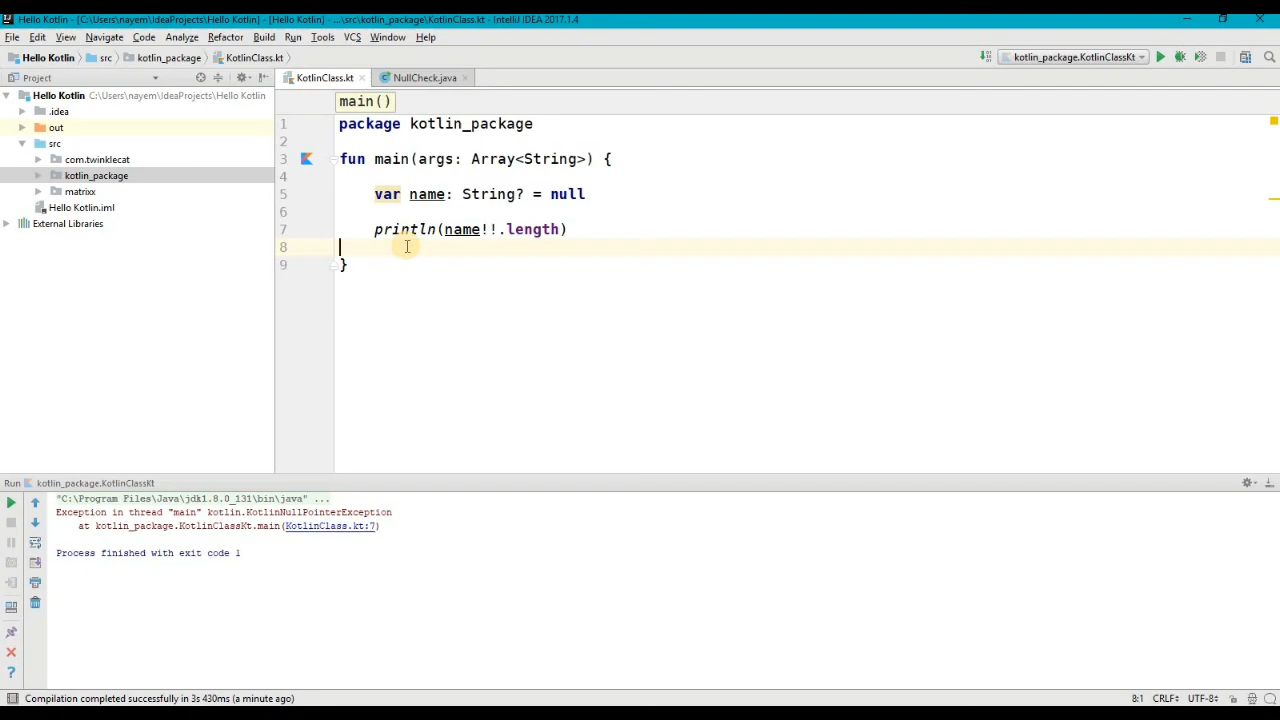 Hello Kotlin - [C:\Users\nayem\IdeaProjects\Hello Kotlin] - [Hello Kotlin] - ...\src\kotlin_package\KotlinClass.kt - IntelliJ IDEA 2017.1.4
File Edit View Navigate Code Analyze Refactor Build Run Tools VCS Window Help
Hello Kotlin src kotlin_package KotlinClass.kt kotlin_package.KotlinClassKt
Project KotlinClass.kt NullCheck.java
Hello Kotlin C:\Users\nayem\IdeaProjects\Hello Kotlin
.idea
out
src
com.twinklecat
kotlin_package
matrixx
Hello Kotlin.iml
External Libraries
main()
1 package kotlin_package
2
3 fun main(args: Array<String>) {
4
5 var name: String? = null
6
7 println(name!!.length)
8
9 }
Run kotlin_package.KotlinClassKt
"C:\Program Files\Java\jdk1.8.0_131\bin\java" ...
Exception in thread "main" kotlin.KotlinNullPointerException
at kotlin_package.KotlinClassKt.main(KotlinClass.kt:7)
Process finished with exit code 1
Compilation completed successfully in 3s 430ms (a minute ago) 8:1 CRLF UTF-8